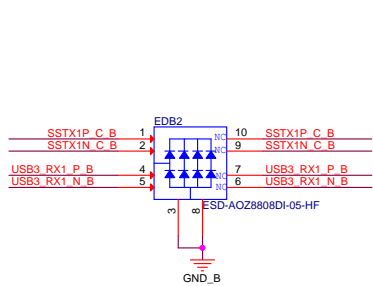 EDB2
SSTX1P_C_B 1 NC 10 SSTX1P_C_B
SSTX1N_C_B 2 NC 9 SSTX1N_C_B
USB3_RX1_P_B 4 NC 7 USB3_RX1_P_B
USB3_RX1_N_B 5 NC 6 USB3_RX1_N_B
3 8 ESD-AOZ8808DI-05-HF
GND_B